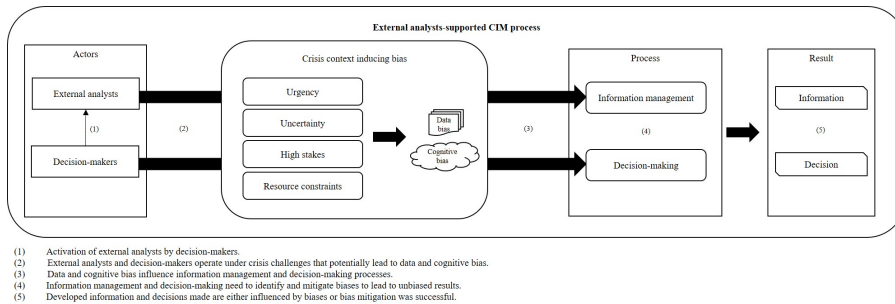 External analysts-supported CIM process
Actors
External analysts
(1)
Decision-makers
(2)
Crisis context inducing bias
Urgency
Uncertainty
High stakes
Resource constraints
Data
bias
Cognitive
bias
(3)
Process
Information management
(4)
Decision-making
Result
Information
(5)
Decision
(1) Activation of external analysts by decision-makers.
(2) External analysts and decision-makers operate under crisis challenges that potentially lead to data and cognitive bias.
(3) Data and cognitive bias influence information management and decision-making processes.
(4) Information management and decision-making need to identify and mitigate biases to lead to unbiased results.
(5) Developed information and decisions made are either influenced by biases or bias mitigation was successful.